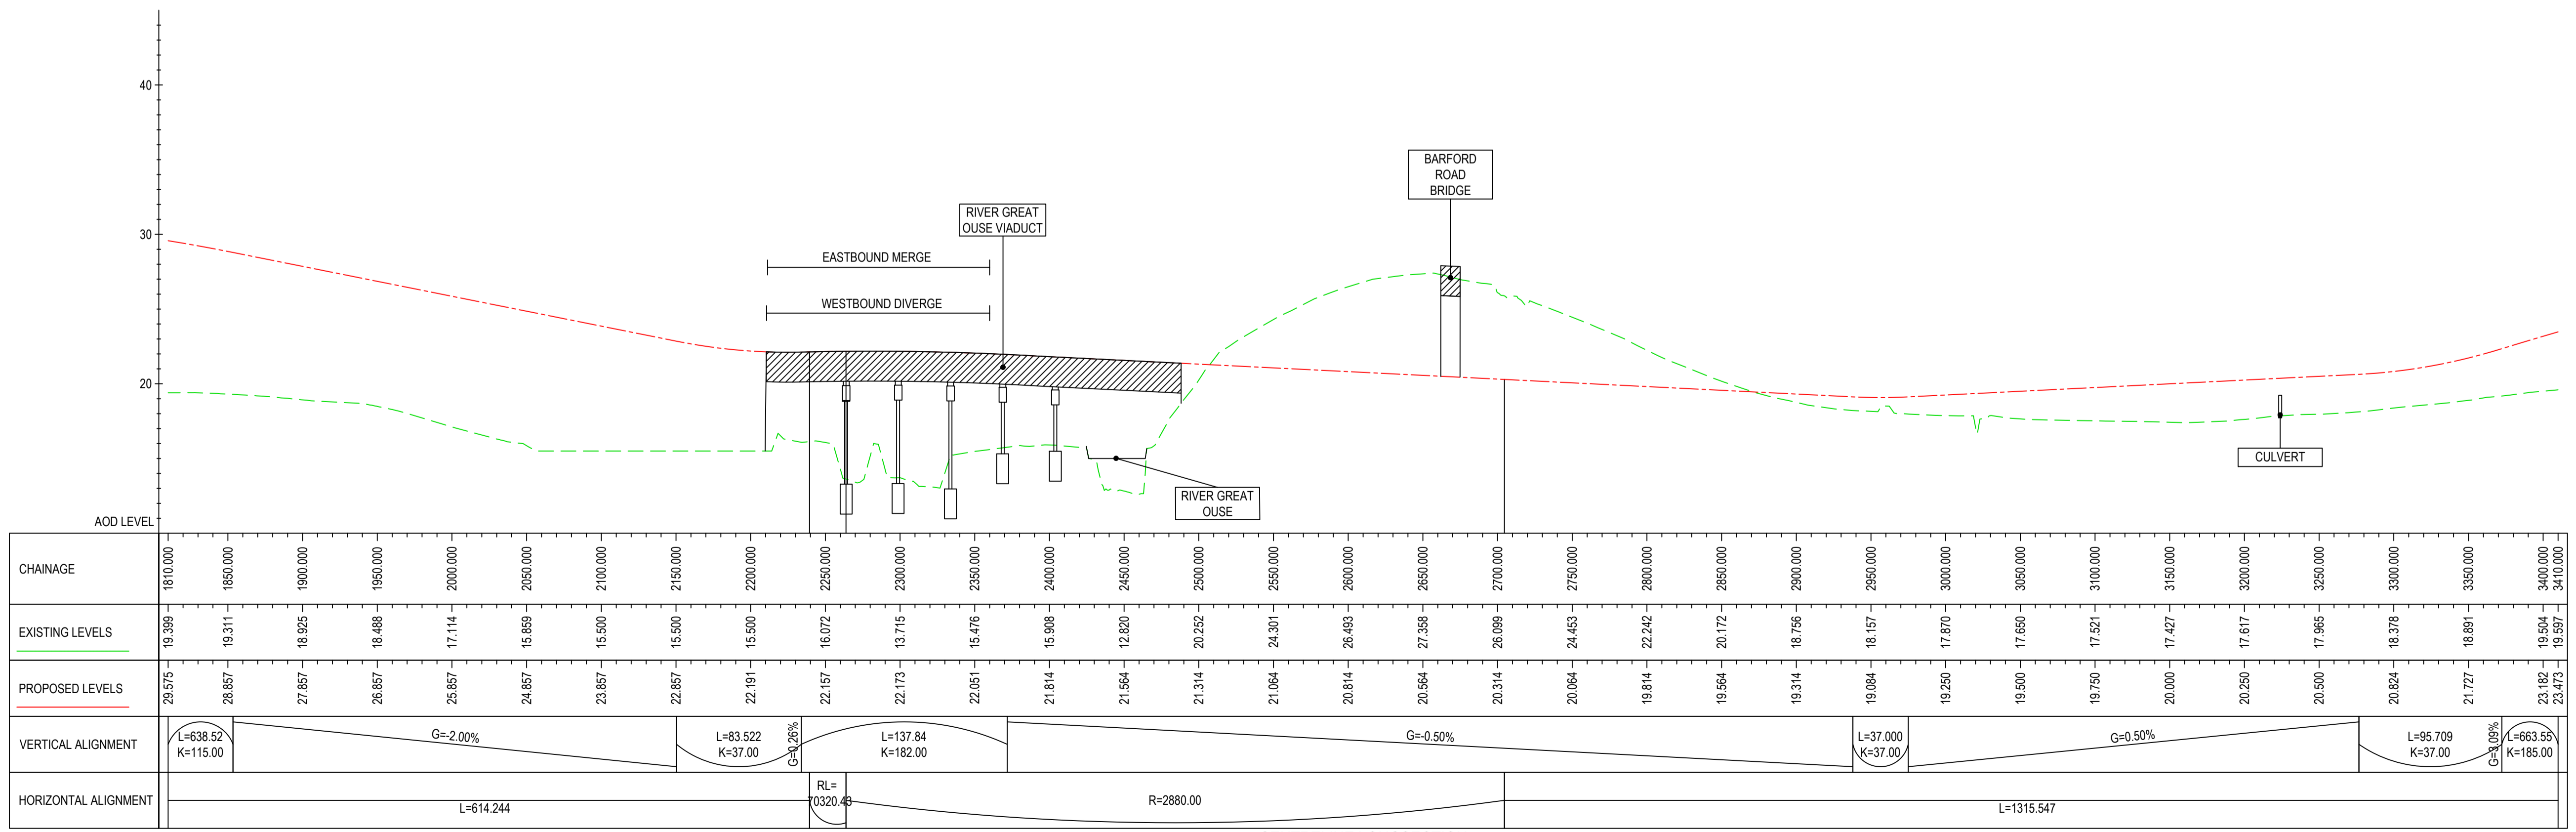 40
30
20
AOD LEVEL
BARFORD
ROAD
BRIDGE
RIVER GREAT
OUSE VIADUCT
EASTBOUND MERGE
WESTBOUND DIVERGE
RIVER GREAT
OUSE
CULVERT
CHAINAGE
1810.000 1850.000 1900.000 1950.000 2000.000 2050.000 2100.000 2150.000 2200.000 2250.000 2300.000 2350.000 2400.000 2450.000 2500.000 2550.000 2600.000 2650.000 2700.000 2750.000 2800.000 2850.000 2900.000 2950.000 3000.000 3050.000 3100.000 3150.000 3200.000 3250.000 3300.000 3350.000 3400.000 3410.000
EXISTING LEVELS
19.399 19.311 18.925 18.488 17.114 15.859 15.500 15.500 15.500 16.072 13.715 15.476 15.908 12.820 20.252 24.301 26.493 27.358 26.099 24.453 22.242 20.172 18.756 18.157 17.870 17.650 17.521 17.427 17.617 17.965 18.378 18.891 19.504 19.597
PROPOSED LEVELS
29.575 28.857 27.857 26.857 25.857 24.857 23.857 22.857 22.191 22.157 22.173 22.051 21.814 21.564 21.314 21.064 20.814 20.564 20.314 20.064 19.814 19.564 19.314 19.084 19.250 19.500 19.750 20.000 20.250 20.500 20.824 21.727 23.182 23.473
VERTICAL ALIGNMENT
L=638.52
K=115.00
G=-2.00%
L=83.522
K=37.00
G=0.26%
L=137.84
K=182.00
G=-0.50%
L=37.000
K=37.00
G=0.50%
L=95.709
K=37.00
G=3.09%
L=663.55
K=185.00
HORIZONTAL ALIGNMENT
L=614.244
RL=
70320.43
R=2880.00
L=1315.547